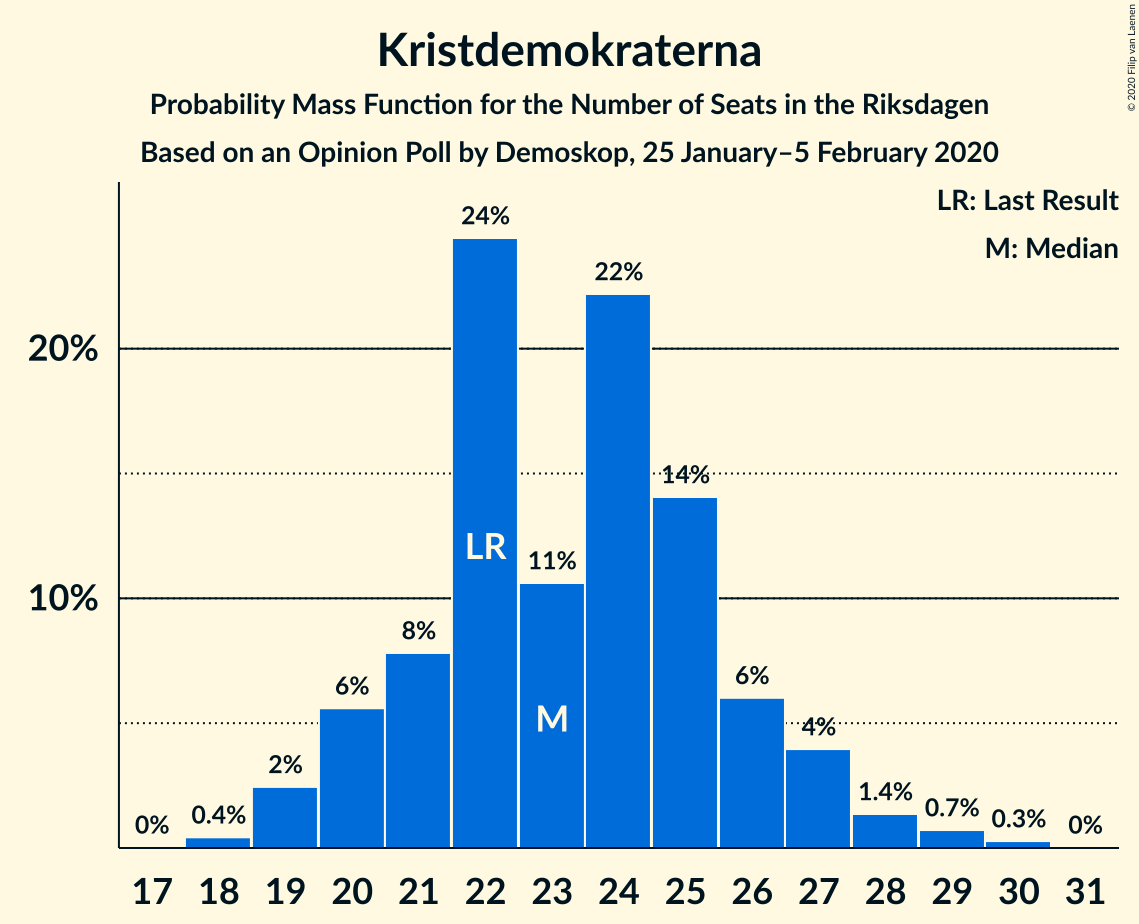 Kristdemokraterna
Probability Mass Function for the Number of Seats in the Riksdagen
Based on an Opinion Poll by Demoskop, 25 January–5 February 2020
© 2020 Filip van Laenen
LR: Last Result
M: Median
20%
10%
0%
0.4%
2%
6%
8%
24%
11%
22%
14%
6%
4%
1.4%
0.7%
0.3%
0%
LR
M
17 18 19 20 21 22 23 24 25 26 27 28 29 30 31